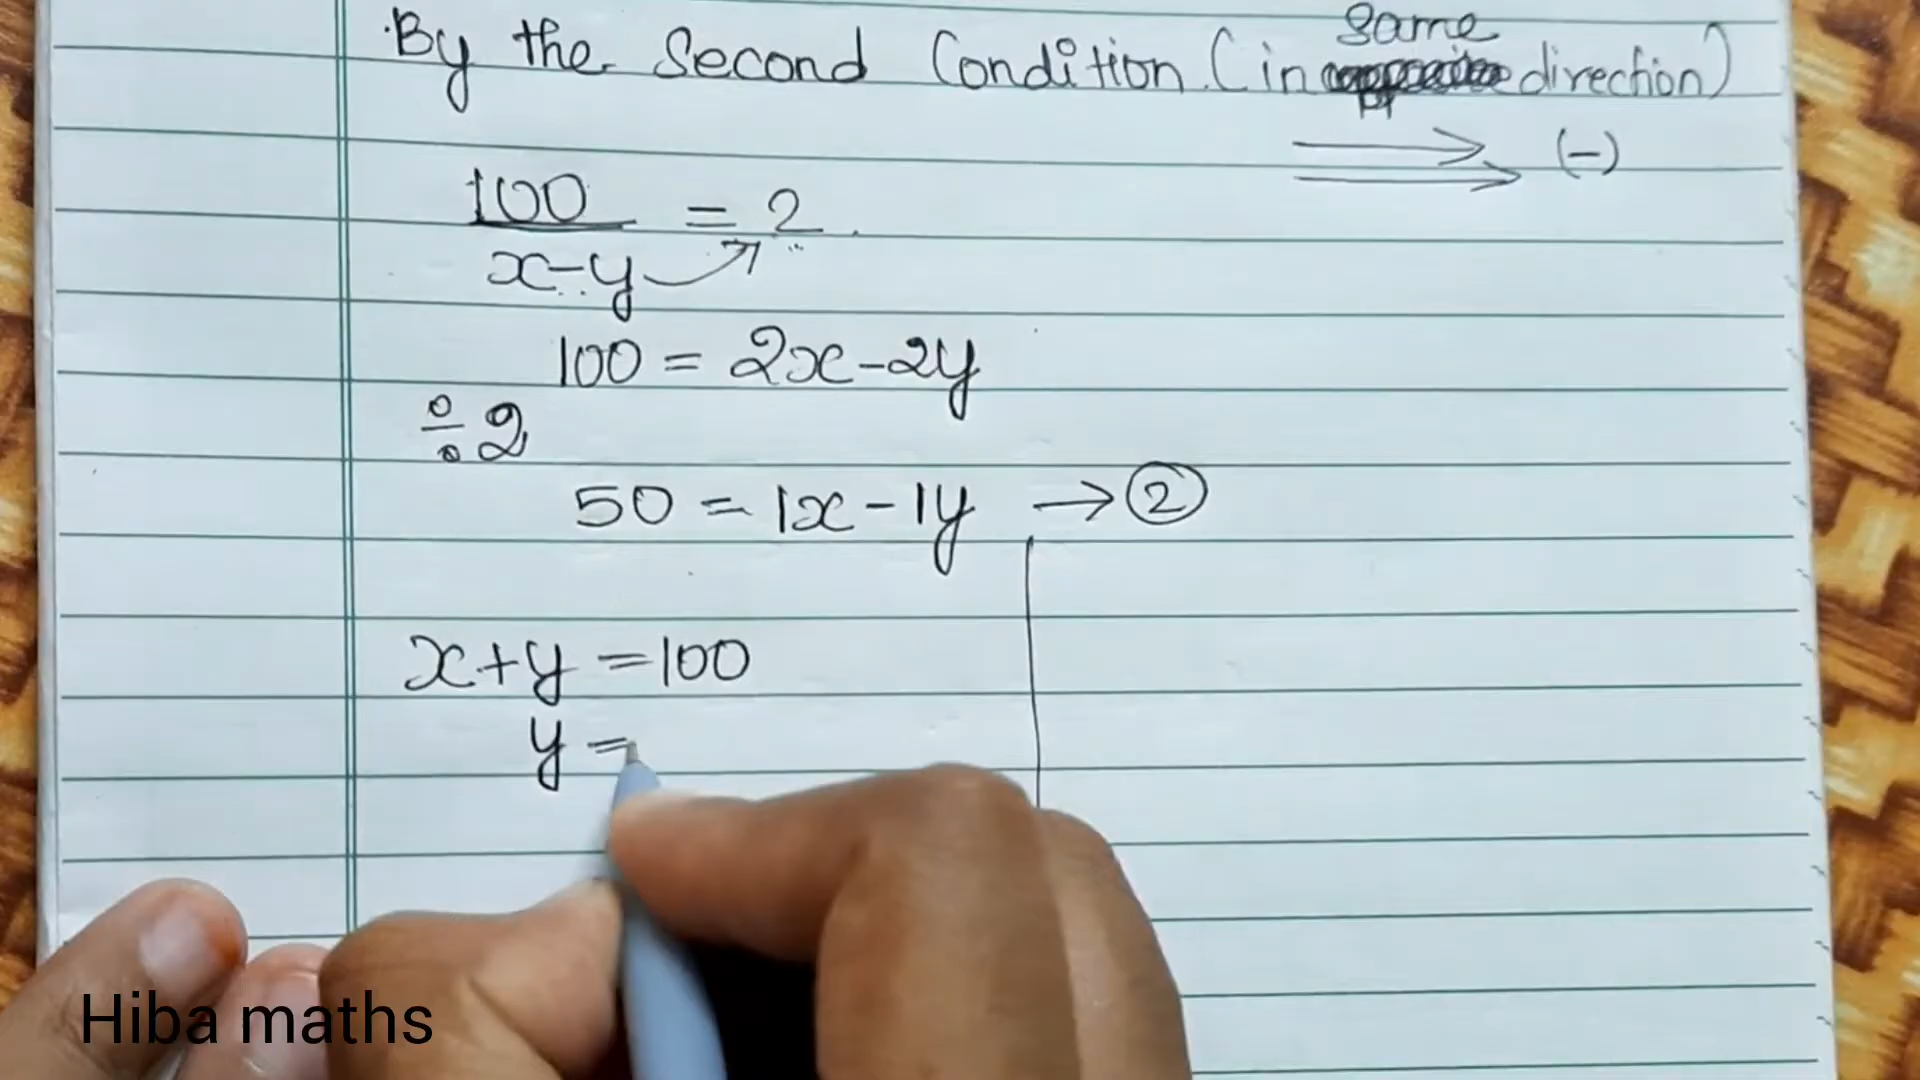 By the Second Condition. (in same direction)
(-)
100 = 2
x-y
100 = 2x-2y
÷2
50 = 1x - 1y → ②
x+y = 100
y =
Hiba maths